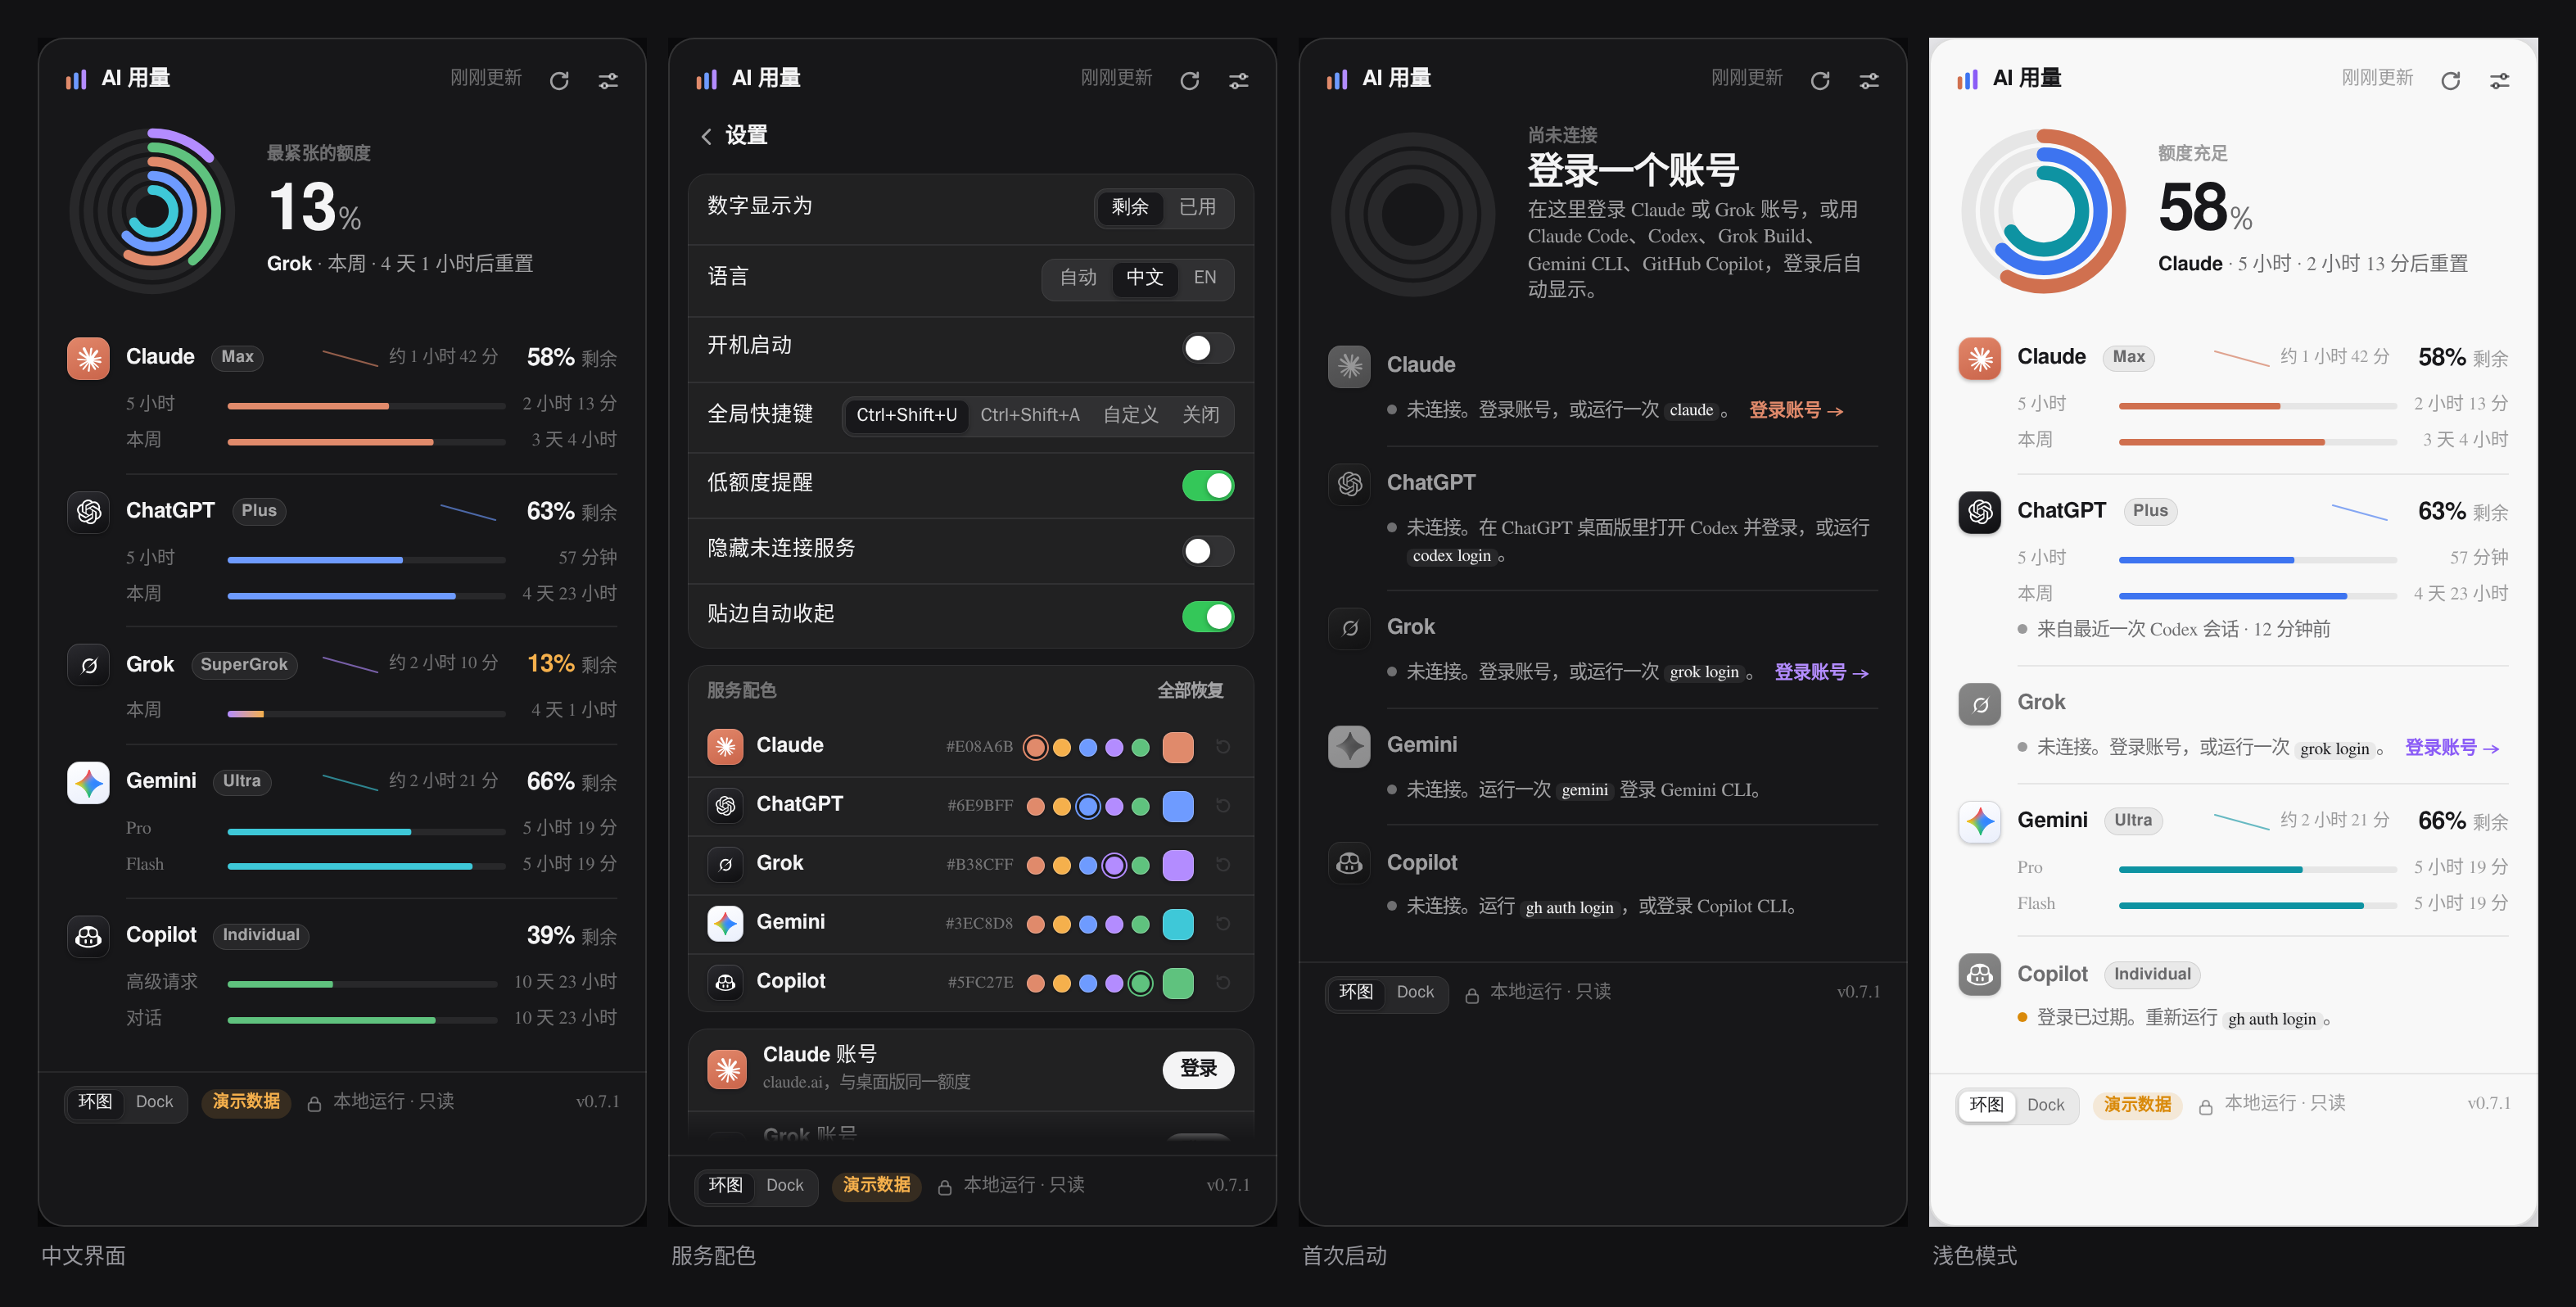 AI 用量
刚刚更新
最紧张的额度
13%
Grok · 本周 · 4 天 1 小时后重置
Claude Max 约 1 小时 42 分 58% 剩余
5 小时 2 小时 13 分
本周 3 天 4 小时
ChatGPT Plus 63% 剩余
5 小时 57 分钟
本周 4 天 23 小时
Grok SuperGrok 约 2 小时 10 分 13% 剩余
本周 4 天 1 小时
Gemini Ultra 约 2 小时 21 分 66% 剩余
Pro 5 小时 19 分
Flash 5 小时 19 分
Copilot Individual 39% 剩余
高级请求 10 天 23 小时
对话 10 天 23 小时
环图 Dock 演示数据 本地运行 · 只读 v0.7.1
中文界面
AI 用量
刚刚更新
设置
数字显示为 剩余 已用
语言 自动 中文 EN
开机启动
全局快捷键 Ctrl+Shift+U Ctrl+Shift+A 自定义 关闭
低额度提醒
隐藏未连接服务
贴边自动收起
服务配色 全部恢复
Claude #E08A6B
ChatGPT #6E9BFF
Grok #B38CFF
Gemini #3EC8D8
Copilot #5FC27E
Claude 账号 登录
claude.ai，与桌面版同一额度
Grok 账号
环图 Dock 演示数据 本地运行 · 只读 v0.7.1
服务配色
AI 用量
刚刚更新
尚未连接
登录一个账号
在这里登录 Claude 或 Grok 账号，或用
Claude Code、Codex、Grok Build、
Gemini CLI、GitHub Copilot，登录后自
动显示。
Claude
未连接。登录账号，或运行一次 claude 。 登录账号 →
ChatGPT
未连接。在 ChatGPT 桌面版里打开 Codex 并登录，或运行
codex login 。
Grok
未连接。登录账号，或运行一次 grok login 。 登录账号 →
Gemini
未连接。运行一次 gemini 登录 Gemini CLI。
Copilot
未连接。运行 gh auth login ，或登录 Copilot CLI。
环图 Dock 本地运行 · 只读 v0.7.1
首次启动
AI 用量
刚刚更新
额度充足
58%
Claude · 5 小时 · 2 小时 13 分后重置
Claude Max 约 1 小时 42 分 58% 剩余
5 小时 2 小时 13 分
本周 3 天 4 小时
ChatGPT Plus 63% 剩余
5 小时 57 分钟
本周 4 天 23 小时
来自最近一次 Codex 会话 · 12 分钟前
Grok
未连接。登录账号，或运行一次 grok login 。 登录账号 →
Gemini Ultra 约 2 小时 21 分 66% 剩余
Pro 5 小时 19 分
Flash 5 小时 19 分
Copilot Individual
登录已过期。重新运行 gh auth login 。
环图 Dock 演示数据 本地运行 · 只读 v0.7.1
浅色模式